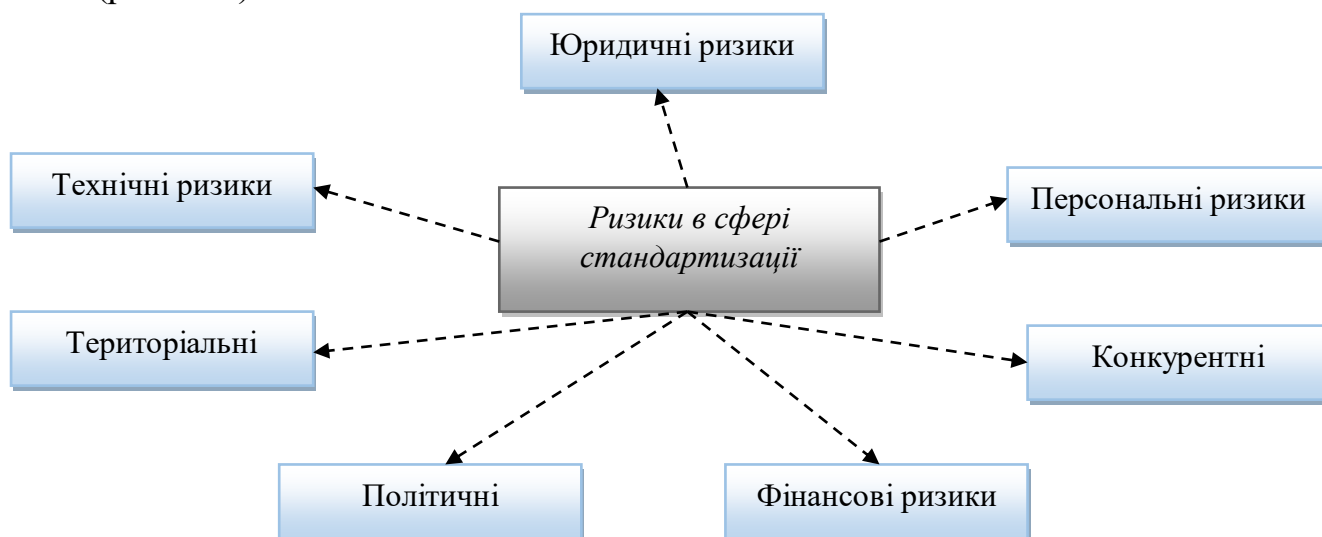 Юридичні ризики
Технічні ризики
Персональні ризики
Ризики в сфері
стандартизації
Територіальні
Конкурентні
Політичні
Фінансові ризики